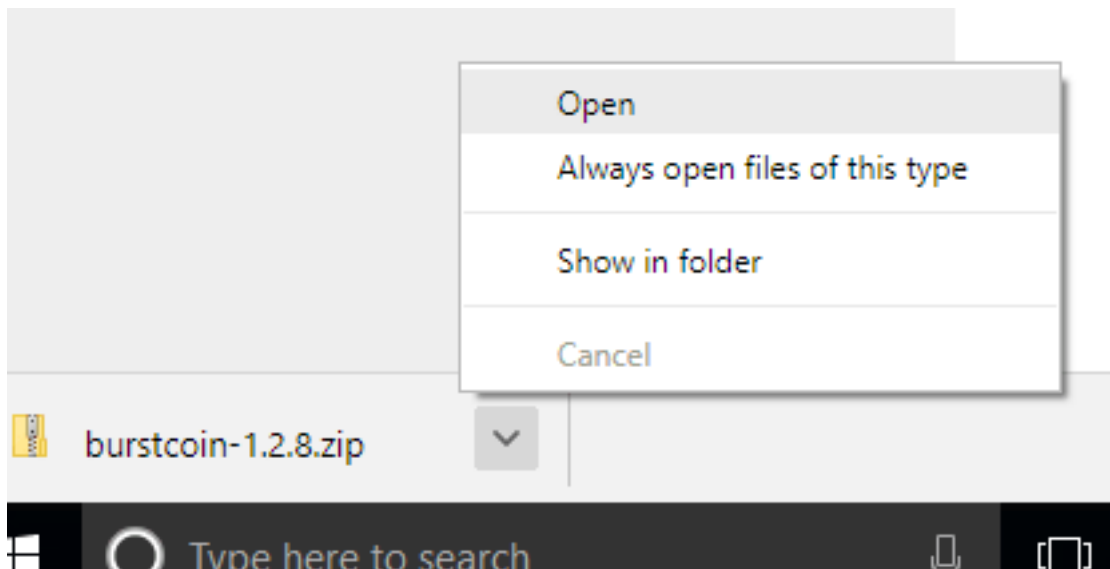 Open
Always open files of this type
Show in folder
Cancel
burstcoin-1.2.8.zip
Type here to search